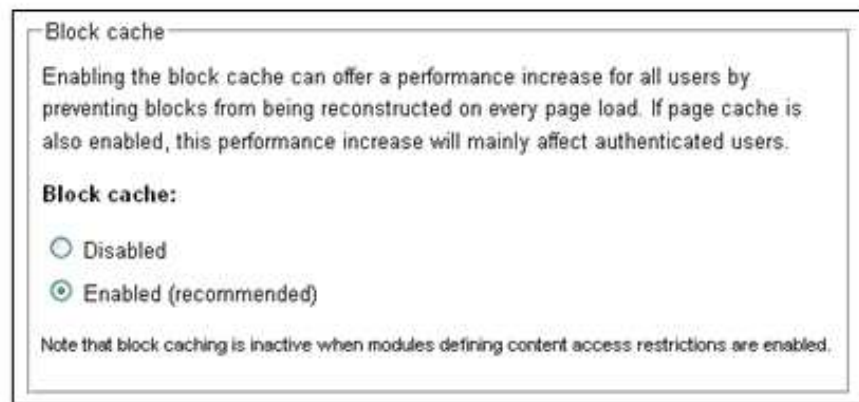 Block cache
Enabling the block cache can offer a performance increase for all users by
preventing blocks from being reconstructed on every page load. If page cache is
also enabled, this performance increase will mainly affect authenticated users.
Block cache:
Disabled
Enabled (recommended)
Note that block caching is inactive when modules defining content access restrictions are enabled.